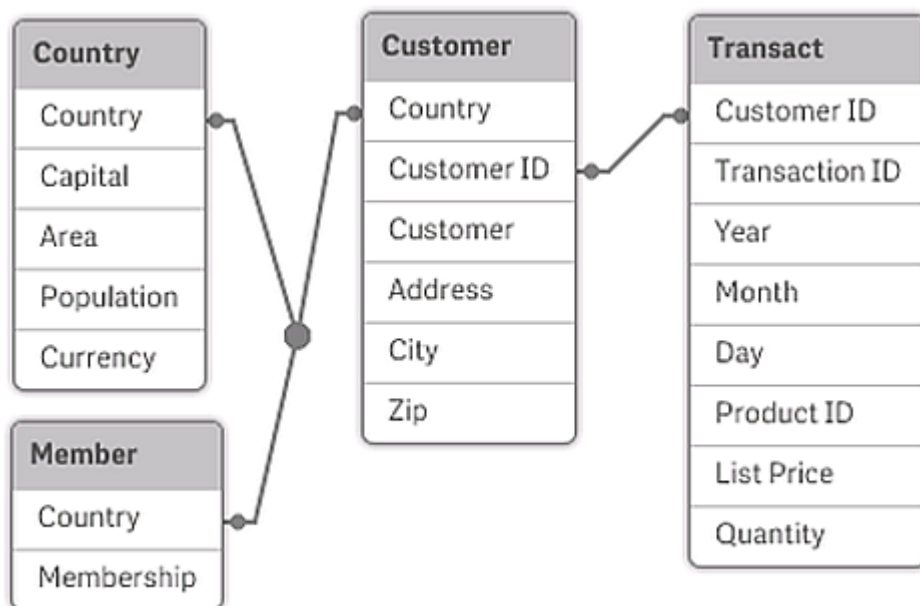 Country
Country
Capital
Area
Population
Currency
Member
Country
Membership
Customer
Country
Customer ID
Customer
Address
City
Zip
Transact
Customer ID
Transaction ID
Year
Month
Day
Product ID
List Price
Quantity